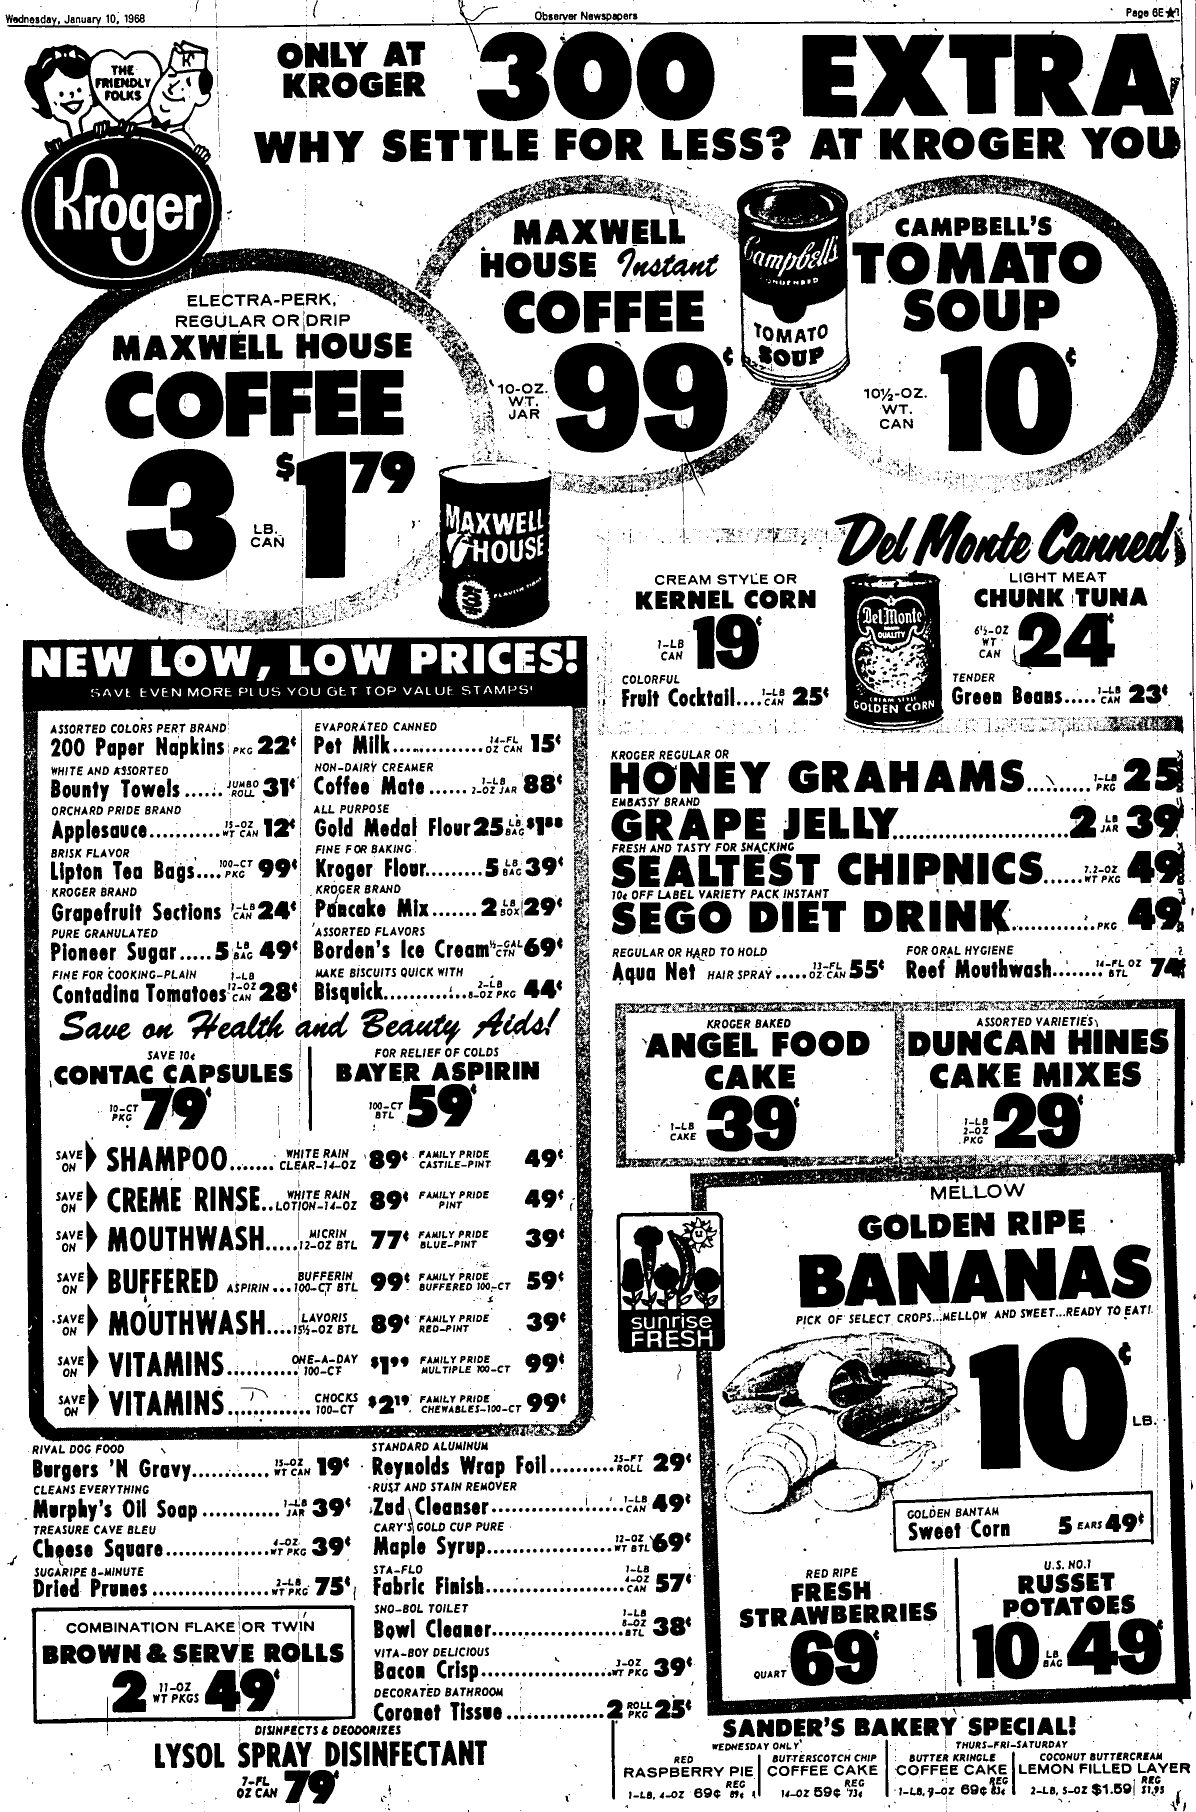 Wednesday, January 10, 1968
Observer Newspapers
Page 6E★1
THE
FRIENDLY
FOLKS
Kroger
ONLY AT
KROGER
300 EXTRA
WHY SETTLE FOR LESS? AT KROGER YOU
ELECTRA-PERK,
REGULAR OR DRIP
MAXWELL HOUSE
COFFEE
3 LB. CAN $1 79
MAXWELL
HOUSE
3
MAXWELL
HOUSE Instant
COFFEE
10-OZ. WT. JAR 99¢
Campbell's
CONDENSED
TOMATO
SOUP
CAMPBELL'S
TOMATO
SOUP
10½-OZ. WT. CAN 10¢
Del Monte Canned
CREAM STYLE OR
KERNEL CORN
1-LB CAN 19¢
COLORFUL
Fruit Cocktail.... 1-LB CAN 25¢
Del Monte
QUALITY
CREAM STYLE
GOLDEN CORN
LIGHT MEAT
CHUNK TUNA
6½-OZ WT CAN 24¢
TENDER
Green Beans..... 1-LB CAN 23¢
NEW LOW, LOW PRICES!
SAVE EVEN MORE PLUS YOU GET TOP VALUE STAMPS!
ASSORTED COLORS PERT BRAND
200 Paper Napkins PKG 22¢
WHITE AND ASSORTED
Bounty Towels ...... JUMBO ROLL 31¢
ORCHARD PRIDE BRAND
Applesauce........... 15-OZ WT CAN 12¢
BRISK FLAVOR
Lipton Tea Bags.... 100-CT PKG 99¢
KROGER BRAND
Grapefruit Sections 1-LB CAN 24¢
PURE GRANULATED
Pioneer Sugar ..... 5 LB BAG 49¢
FINE FOR COOKING-PLAIN
Contadina Tomatoes 1-LB 12-OZ CAN 28¢
EVAPORATED CANNED
Pet Milk.............. 14-FL OZ CAN 15¢
NON-DAIRY CREAMER
Coffee Mate ...... 1-LB 2-OZ JAR 88¢
ALL PURPOSE
Gold Medal Flour 25 LB BAG $1 88
FINE FOR BAKING
Kroger Flour........ 5 LB BAG 39¢
KROGER BRAND
Pancake Mix....... 2 LB BOX 29¢
ASSORTED FLAVORS
Borden's Ice Cream ½-GAL CTN 69¢
MAKE BISCUITS QUICK WITH
Bisquick............. 2-LB 8-OZ PKG 44¢
Save on Health and Beauty Aids!
SAVE 10¢
CONTAC CAPSULES
10-CT PKG 79¢
FOR RELIEF OF COLDS
BAYER ASPIRIN
100-CT BTL 59¢
SAVE ON SHAMPOO....... WHITE RAIN CLEAR-14-OZ 89¢ FAMILY PRIDE CASTILE-PINT 49¢
SAVE ON CREME RINSE.. WHITE RAIN LOTION-14-OZ 89¢ FAMILY PRIDE PINT 49¢
SAVE ON MOUTHWASH..... MICRIN 12-OZ BTL 77¢ FAMILY PRIDE BLUE-PINT 39¢
SAVE ON BUFFERED ASPIRIN... BUFFERIN 100-CT BTL 99¢ FAMILY PRIDE BUFFERED 100-CT 59¢
SAVE ON MOUTHWASH.... LAVORIS 15½-OZ BTL 89¢ FAMILY PRIDE RED-PINT 39¢
SAVE ON VITAMINS........... ONE-A-DAY 100-CT $1 99 FAMILY PRIDE MULTIPLE 100-CT 99¢
SAVE ON VITAMINS............ CHOCKS 100-CT $2 19 FAMILY PRIDE CHEWABLES-100-CT 99¢
KROGER REGULAR OR
HONEY GRAHAMS.......... 1-LB PKG 25
EMBASSY BRAND
GRAPE JELLY........................ 2 LB JAR 39¢
FRESH AND TASTY FOR SNACKING
SEALTEST CHIPNICS...... 7.2-OZ WT PKG 49¢
10¢ OFF LABEL VARIETY PACK INSTANT
SEGO DIET DRINK............ PKG 49¢
REGULAR OR HARD TO HOLD
Aqua Net HAIR SPRAY ..... 13-FL OZ CAN 55¢
FOR ORAL HYGIENE
Reef Mouthwash........ 14-FL OZ BTL 74¢
KROGER BAKED
ANGEL FOOD
CAKE
1-LB CAKE 39¢
ASSORTED VARIETIES
DUNCAN HINES
CAKE MIXES
1-LB 2-OZ PKG 29¢
sunrise
FRESH
MELLOW
GOLDEN RIPE
BANANAS
PICK OF SELECT CROPS...MELLOW AND SWEET...READY TO EAT!
10¢ LB.
GOLDEN BANTAM
Sweet Corn 5 EARS 49¢
RED RIPE
FRESH
STRAWBERRIES
QUART 69¢
U.S. NO.1
RUSSET
POTATOES
10 LB BAG 49¢
RIVAL DOG FOOD
Burgers 'N Gravy............ 15-OZ WT CAN 19¢
CLEANS EVERYTHING
Murphy's Oil Soap ............ 1-LB JAR 39¢
TREASURE CAVE BLEU
Cheese Square................ 4-OZ WT PKG 39¢
SUGARIPE 8-MINUTE
Dried Prunes .................. 2-LB WT PKG 75¢
COMBINATION FLAKE OR TWIN
BROWN & SERVE ROLLS
2 11-OZ WT PKGS 49¢
STANDARD ALUMINUM
Reynolds Wrap Foil.......... 25-FT ROLL 29¢
RUST AND STAIN REMOVER
Zud Cleanser................... 1-LB CAN 49¢
CARY'S GOLD CUP PURE
Maple Syrup.................... 12-OZ WT BTL 69¢
STA-FLO
Fabric Finish................... 1-LB 4-OZ CAN 57¢
SNO-BOL TOILET
Bowl Cleaner................... 1-LB 8-OZ BTL 38¢
VITA-BOY DELICIOUS
Bacon Crisp.................... 3-OZ WT PKG 39¢
DECORATED BATHROOM
Coronet Tissue .............. 2 ROLL PKG 25¢
DISINFECTS & DEODORIZES
LYSOL SPRAY DISINFECTANT
7-FL OZ CAN 79¢
SANDER'S BAKERY SPECIAL!
WEDNESDAY ONLY
THURS-FRI-SATURDAY
RED
RASPBERRY PIE
1-LB, 4-OZ 69¢ REG 89¢
BUTTERSCOTCH CHIP
COFFEE CAKE
14-OZ 59¢ REG 73¢
BUTTER KRINGLE
COFFEE CAKE
1-LB, 9-OZ 69¢ REG 83¢
COCONUT BUTTERCREAM
LEMON FILLED LAYER
2-LB, 5-OZ $1.59 REG $1.95